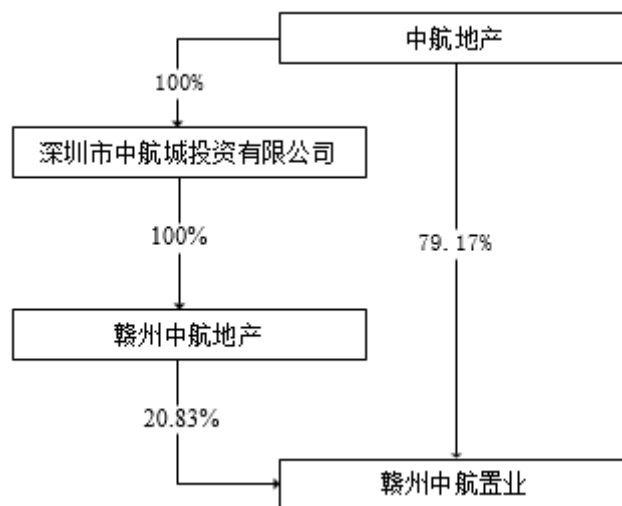 中航地产
100%
深圳市中航城投资有限公司
100%
79.17%
赣州中航地产
20.83%
赣州中航置业